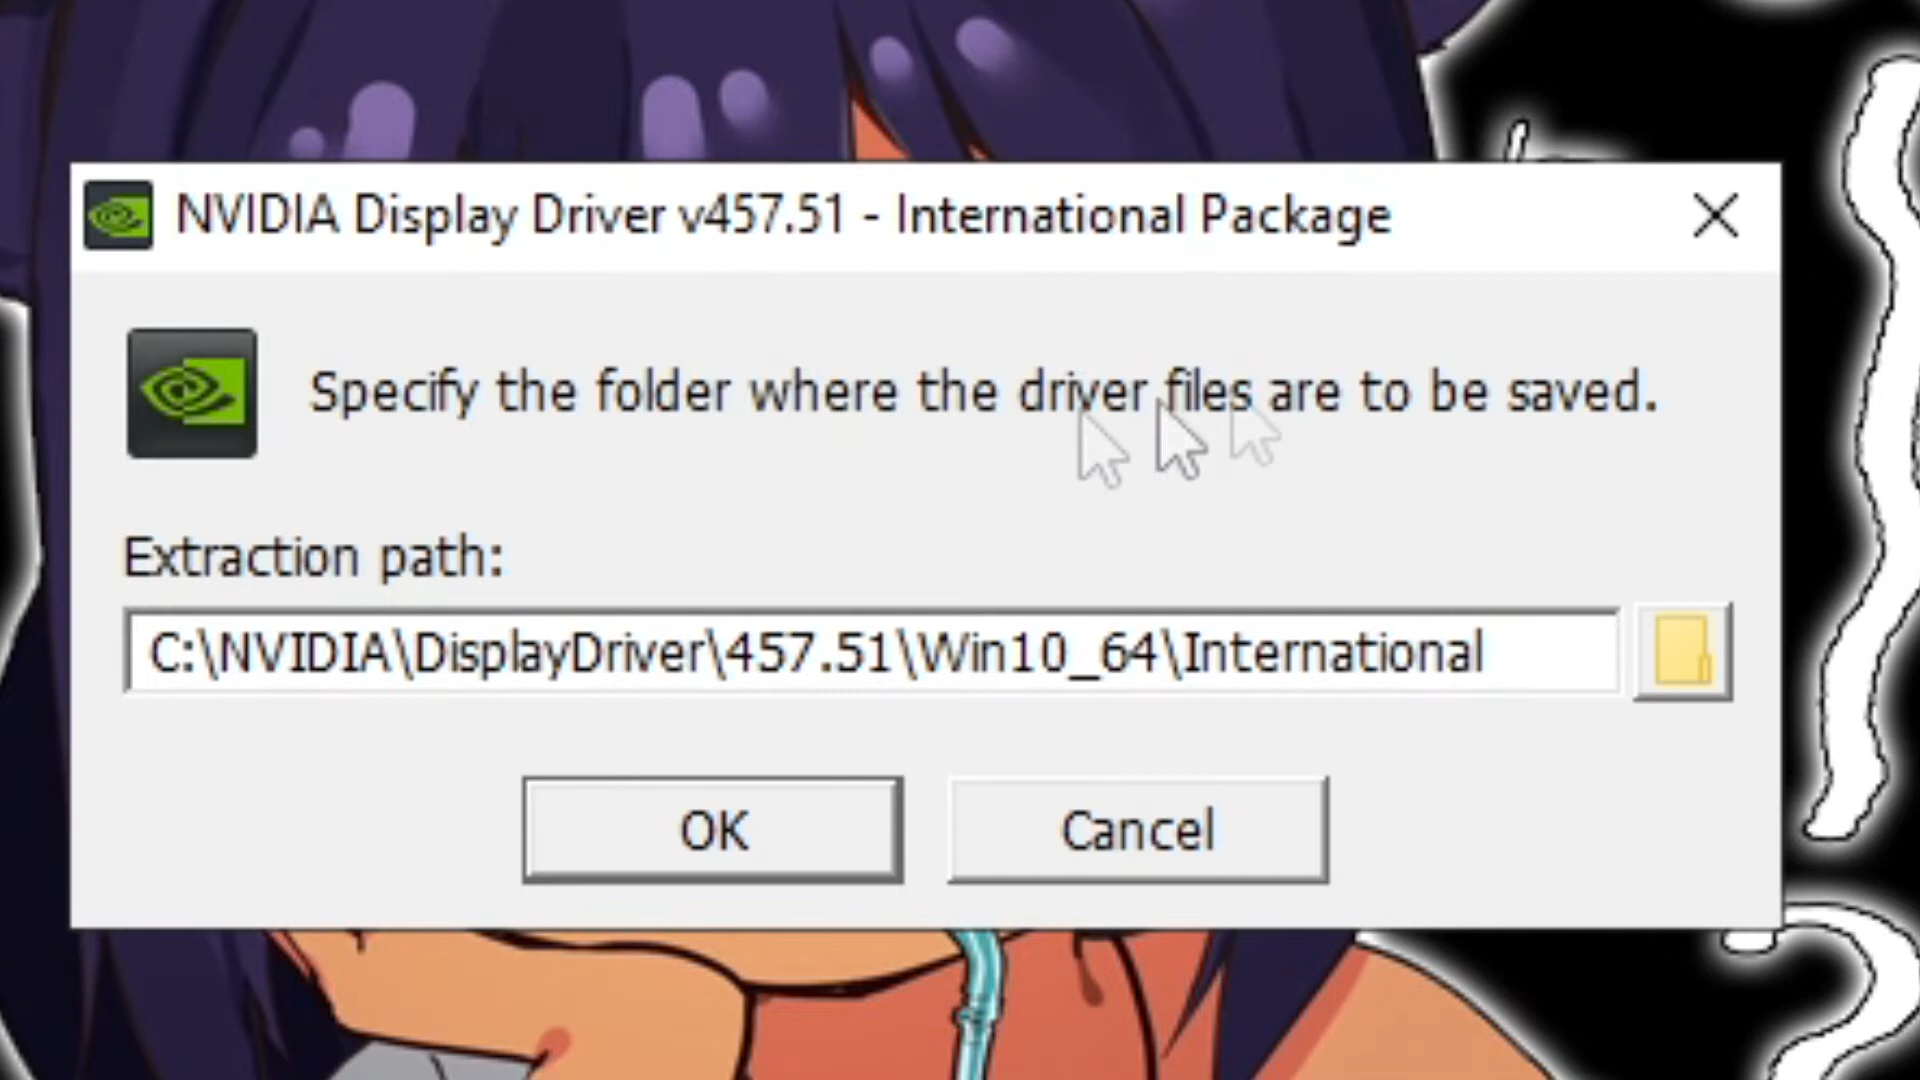 NVIDIA Display Driver v457.51 - International Package
Specify the folder where the driver files are to be saved.
Extraction path:
C:\NVIDIA\DisplayDriver\457.51\Win10_64\International
OK
Cancel